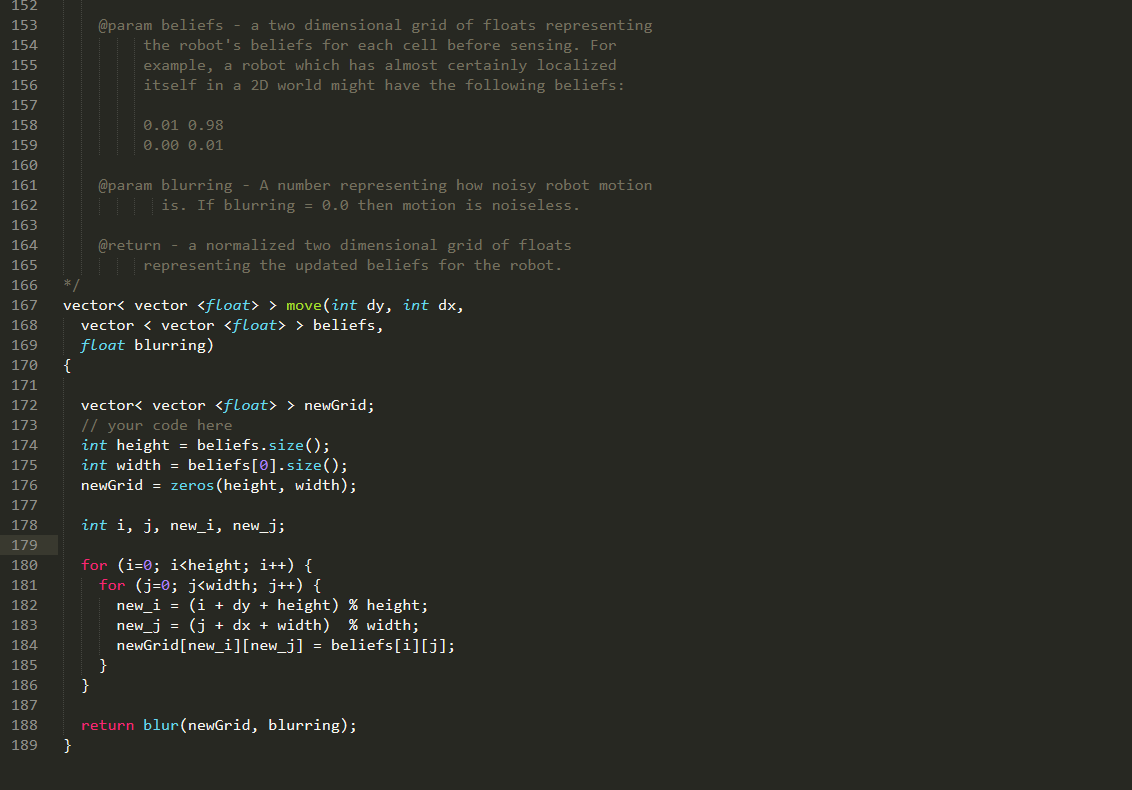 152
153 @param beliefs - a two dimensional grid of floats representing
154 the robot's beliefs for each cell before sensing. For
155 example, a robot which has almost certainly localized
156 itself in a 2D world might have the following beliefs:
157
158 0.01 0.98
159 0.00 0.01
160
161 @param blurring - A number representing how noisy robot motion
162 is. If blurring = 0.0 then motion is noiseless.
163
164 @return - a normalized two dimensional grid of floats
165 representing the updated beliefs for the robot.
166 */
167 vector< vector <float> > move(int dy, int dx,
168 vector < vector <float> > beliefs,
169 float blurring)
170 {
171
172 vector< vector <float> > newGrid;
173 // your code here
174 int height = beliefs.size();
175 int width = beliefs[0].size();
176 newGrid = zeros(height, width);
177
178 int i, j, new_i, new_j;
179
180 for (i=0; i<height; i++) {
181 for (j=0; j<width; j++) {
182 new_i = (i + dy + height) % height;
183 new_j = (j + dx + width)  % width;
184 newGrid[new_i][new_j] = beliefs[i][j];
185 }
186 }
187
188 return blur(newGrid, blurring);
189 }